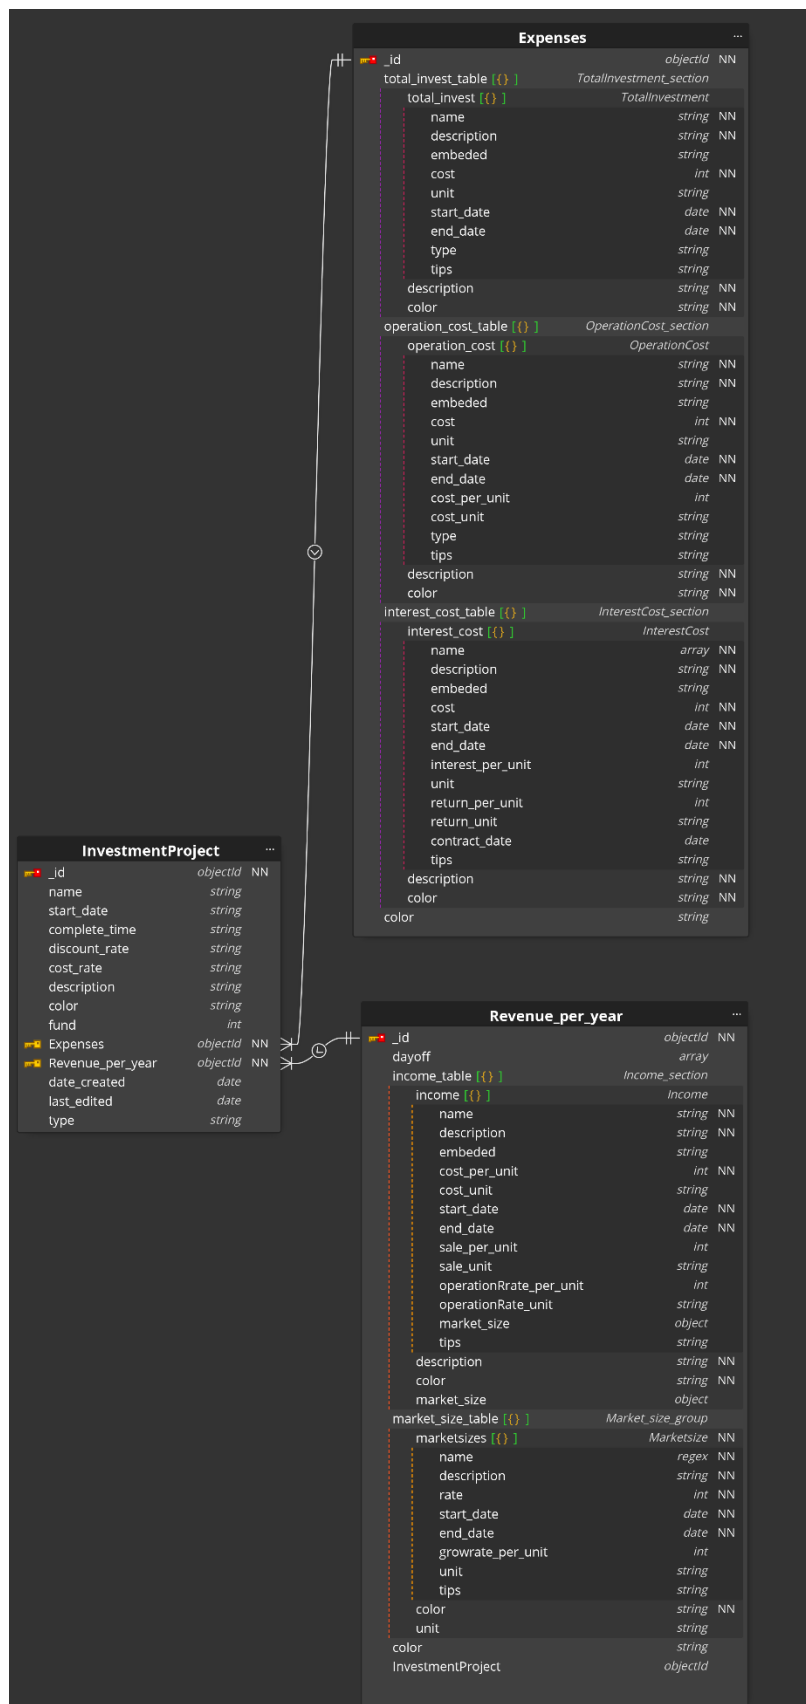 Expenses ...
_id objectId NN
total_invest_table [{} ] TotalInvestment_section
total_invest [{} ] TotalInvestment
name string NN
description string NN
embeded string
cost int NN
unit string
start_date date NN
end_date date NN
type string
tips string
description string NN
color string NN
operation_cost_table [{} ] OperationCost_section
operation_cost [{} ] OperationCost
name string NN
description string NN
embeded string
cost int NN
unit string
start_date date NN
end_date date NN
cost_per_unit int
cost_unit string
type string
tips string
description string NN
color string NN
interest_cost_table [{} ] InterestCost_section
interest_cost [{} ] InterestCost
name array NN
description string NN
embeded string
cost int NN
start_date date NN
end_date date NN
interest_per_unit int
unit string
return_per_unit int
return_unit string
contract_date date
tips string
description string NN
color string NN
color string
InvestmentProject ...
_id objectId NN
name string
start_date string
complete_time string
discount_rate string
cost_rate string
description string
color string
fund int
Expenses objectId NN
Revenue_per_year objectId NN
date_created date
last_edited date
type string
Revenue_per_year ...
_id objectId NN
dayoff array
income_table [{} ] Income_section
income [{} ] Income
name string NN
description string NN
embeded string
cost_per_unit int NN
cost_unit string
start_date date NN
end_date date NN
sale_per_unit int
sale_unit string
operationRrate_per_unit int
operationRate_unit string
market_size object
tips string
description string NN
color string NN
market_size object
market_size_table [{} ] Market_size_group
marketsizes [{} ] Marketsize NN
name regex NN
description string NN
rate int NN
start_date date NN
end_date date NN
growrate_per_unit int
unit string
tips string
color string NN
unit string
color string
InvestmentProject objectId